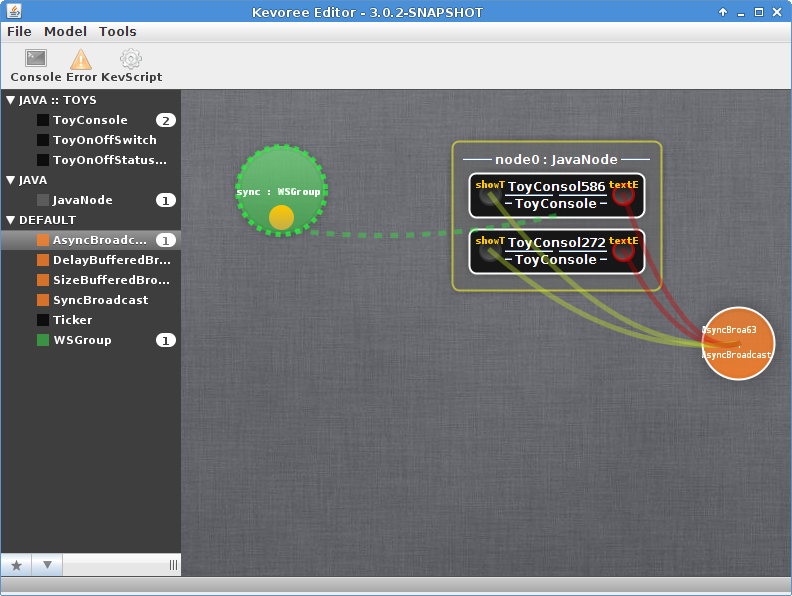 Kevoree Editor - 3.0.2-SNAPSHOT
File Model Tools
Console Error KevScript
JAVA :: TOYS
ToyConsole 2
ToyOnOffSwitch
ToyOnOffStatus...
JAVA
JavaNode 1
DEFAULT
AsyncBroadc... 1
DelayBufferedBr...
SizeBufferedBro...
SyncBroadcast
Ticker
WSGroup 1
sync : WSGroup
node0 : JavaNode
showT ToyConsol586 textE
ToyConsole
showT ToyConsol272 textE
ToyConsole
AsyncBroa63
:
AsyncBroadcast